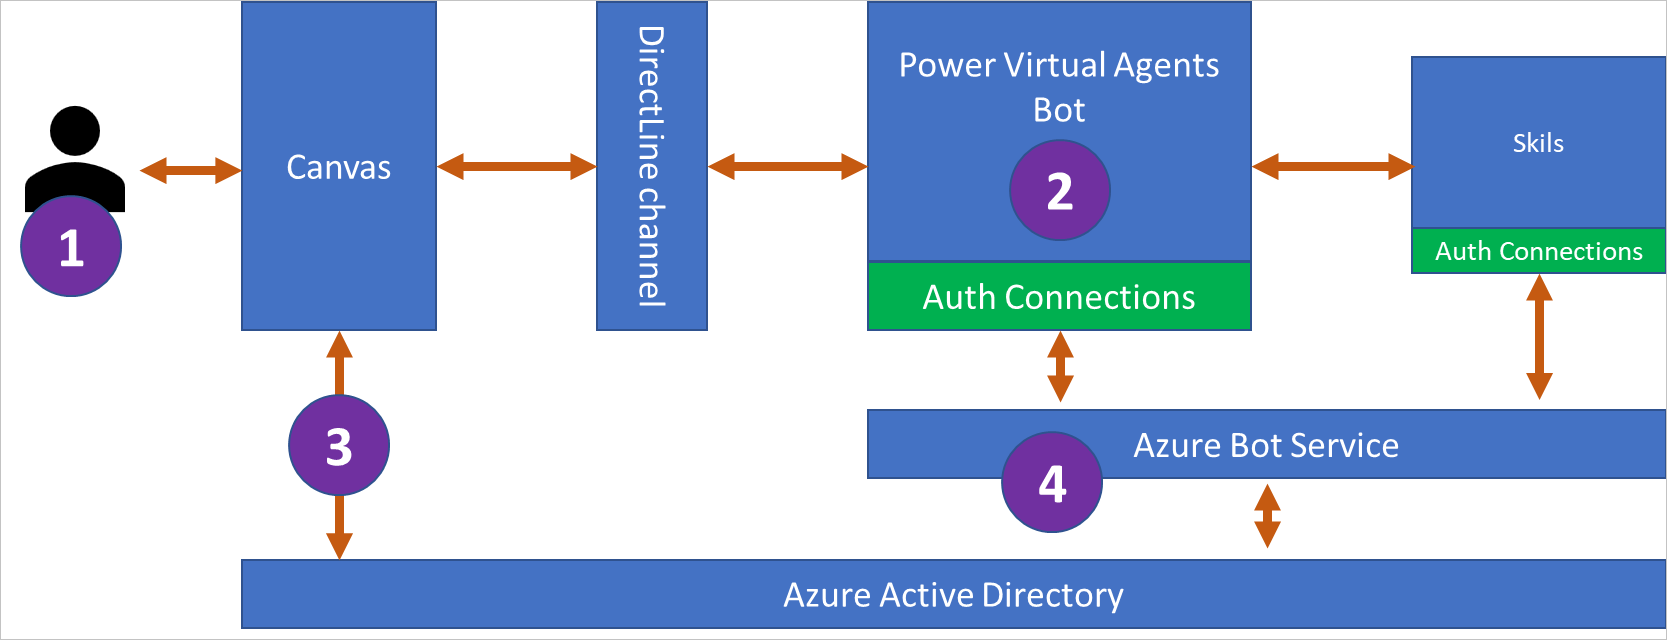 Canvas
DirectLine channel
Power Virtual Agents
Bot
2
Auth Connections
Skils
Auth Connections
1
3
Azure Bot Service
4
Azure Active Directory